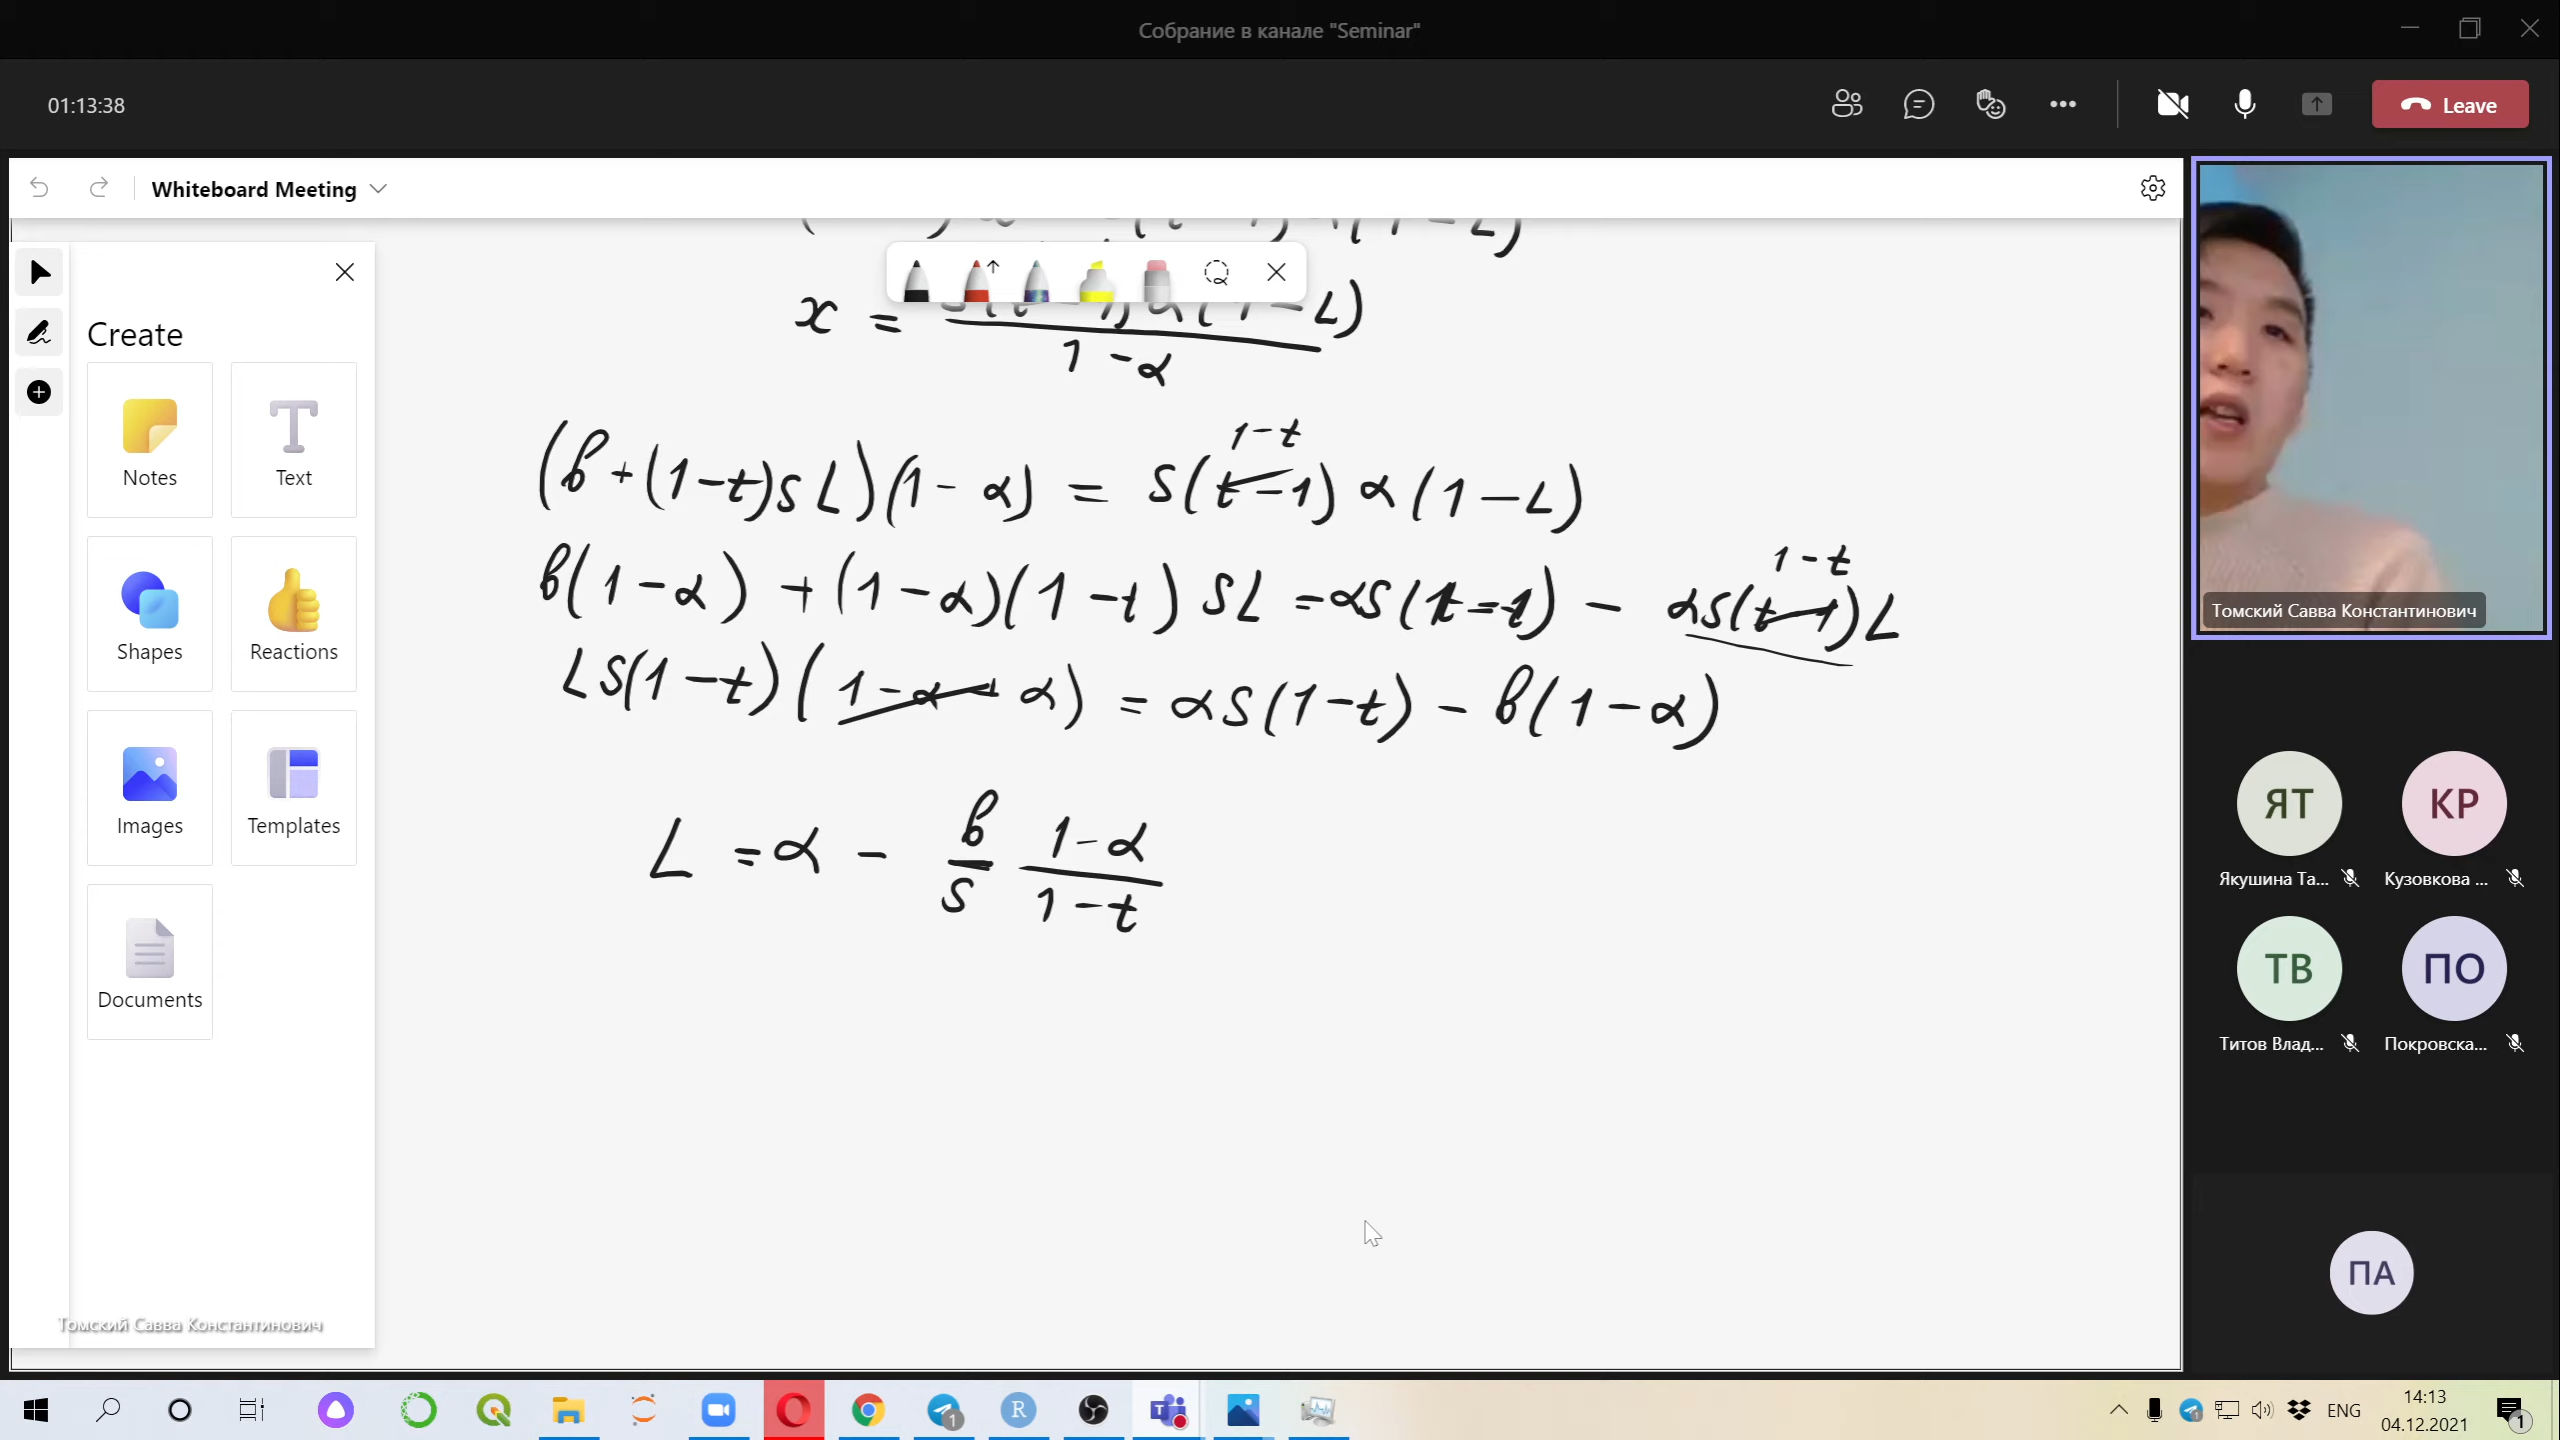 Собрание в канале "Seminar"
01:13:38
Leave
Whiteboard Meeting
Create
Notes
Text
Shapes
Reactions
Images
Templates
Documents
Томский Савва Константинович
x = (1-L)
1-α
1-t
(в+(1-t)sL)(1-α) = s(t-1)α(1-L)
1-t
в(1-α) + (1-α)(1-t)sL = αs(1-t) - αs(t-1)L
Ls(1-t)(1-α+α) = αs(1-t) - в(1-α)
L = α - в/s 1-α/1-t
Томский Савва Константинович
ЯТ
КР
Якушина Та...
Кузовкова ...
ТВ
ПО
Титов Влад...
Покровска...
ПА
1
R
T
ENG
14:13
04.12.2021
1